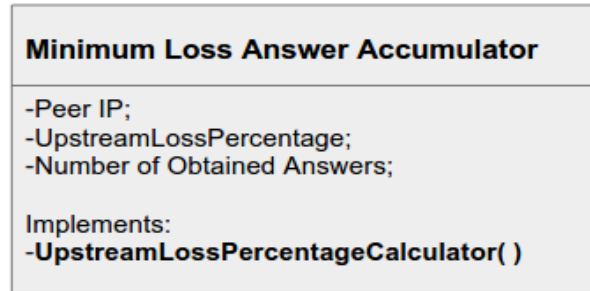 Minimum Loss Answer Accumulator
-Peer IP;
-UpstreamLossPercentage;
-Number of Obtained Answers;
Implements:
-UpstreamLossPercentageCalculator( )